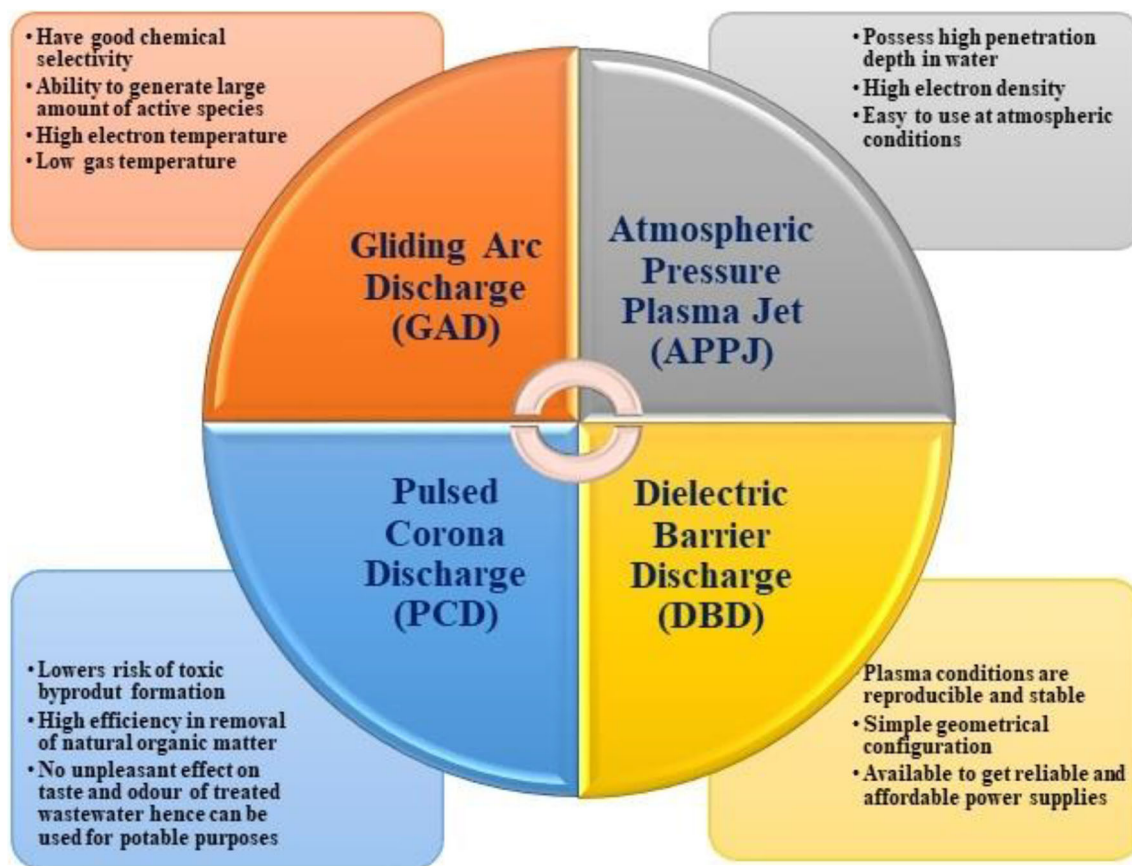 • Have good chemical
selectivity
• Ability to generate large
amount of active species
• High electron temperature
• Low gas temperature
• Possess high penetration
depth in water
• High electron density
• Easy to use at atmospheric
conditions
Gliding Arc
Discharge
(GAD)
Atmospheric
Pressure
Plasma Jet
(APPJ)
Pulsed
Corona
Discharge
(PCD)
Dielectric
Barrier
Discharge
(DBD)
• Lowers risk of toxic
byprodut formation
• High efficiency in removal
of natural organic matter
• No unpleasant effect on
taste and odour of treated
wastewater hence can be
used for potable purposes
• Plasma conditions are
reproducible and stable
• Simple geometrical
configuration
• Available to get reliable and
affordable power supplies